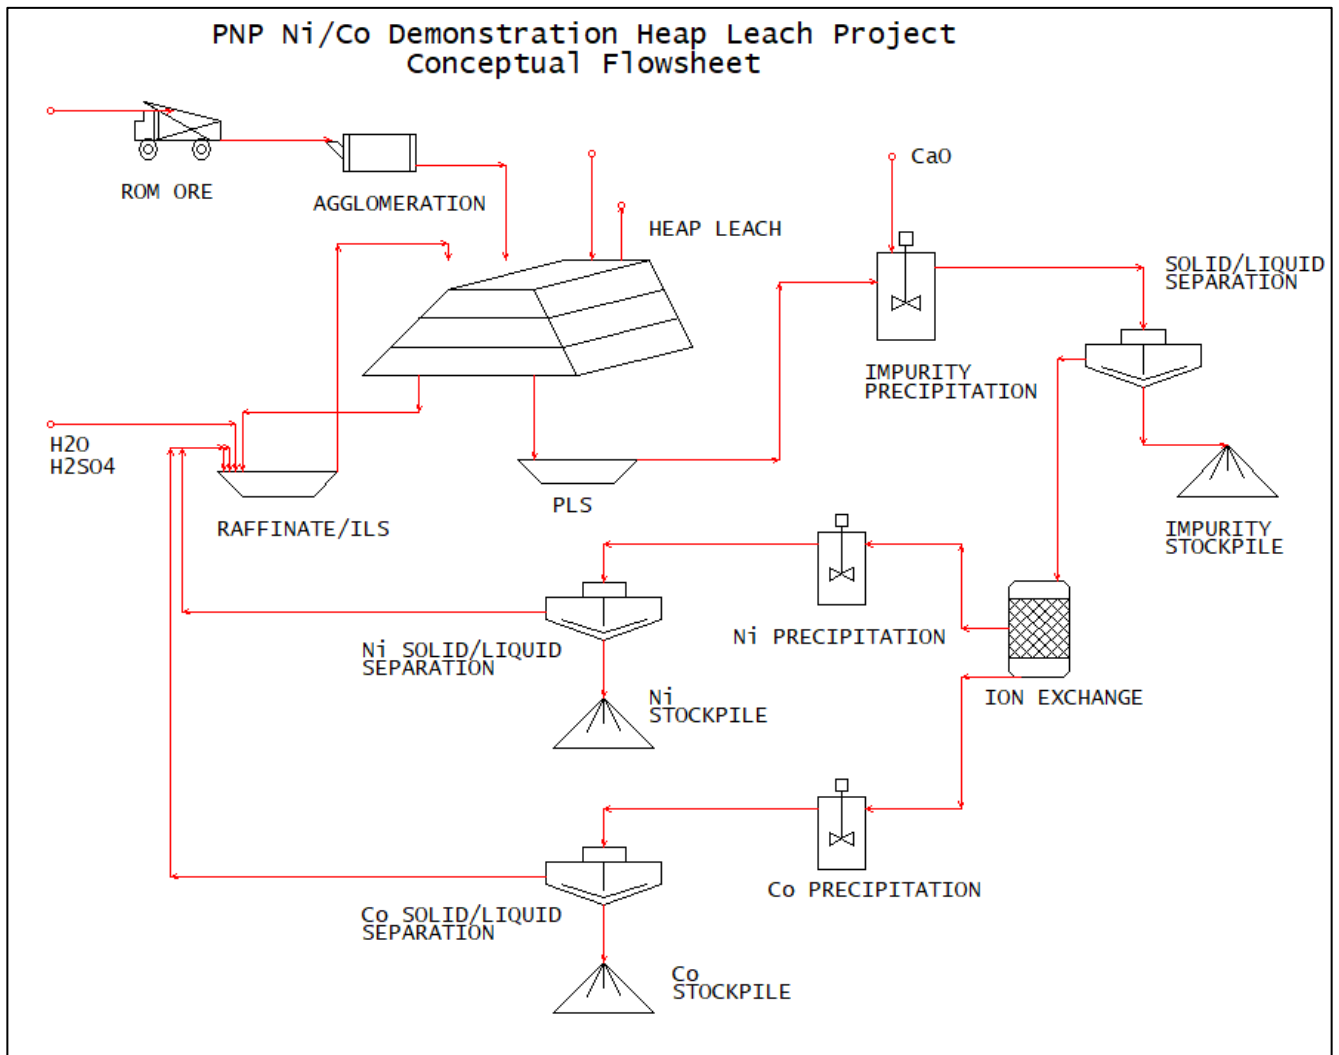 PNP Ni/Co Demonstration Heap Leach Project
Conceptual Flowsheet
ROM ORE
AGGLOMERATION
HEAP LEACH
CaO
SOLID/LIQUID
SEPARATION
IMPURITY
PRECIPITATION
H2O
H2SO4
RAFFINATE/ILS
PLS
IMPURITY
STOCKPILE
Ni PRECIPITATION
Ni SOLID/LIQUID
SEPARATION
Ni
STOCKPILE
ION EXCHANGE
Co PRECIPITATION
Co SOLID/LIQUID
SEPARATION
Co
STOCKPILE